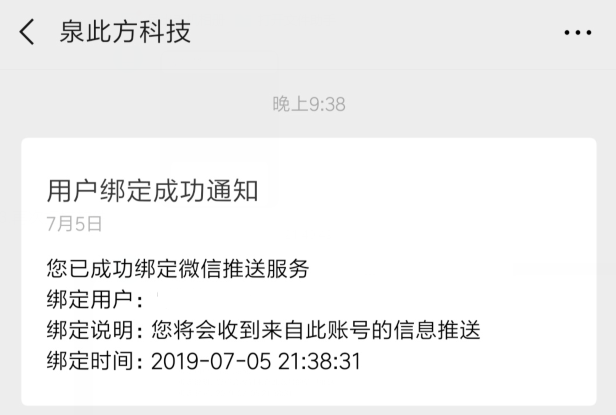 泉此方科技
晚上9:38
用户绑定成功通知
7月5日
您已成功绑定微信推送服务
绑定用户：
绑定说明: 您将会收到来自此账号的信息推送
绑定时间: 2019-07-05 21:38:31